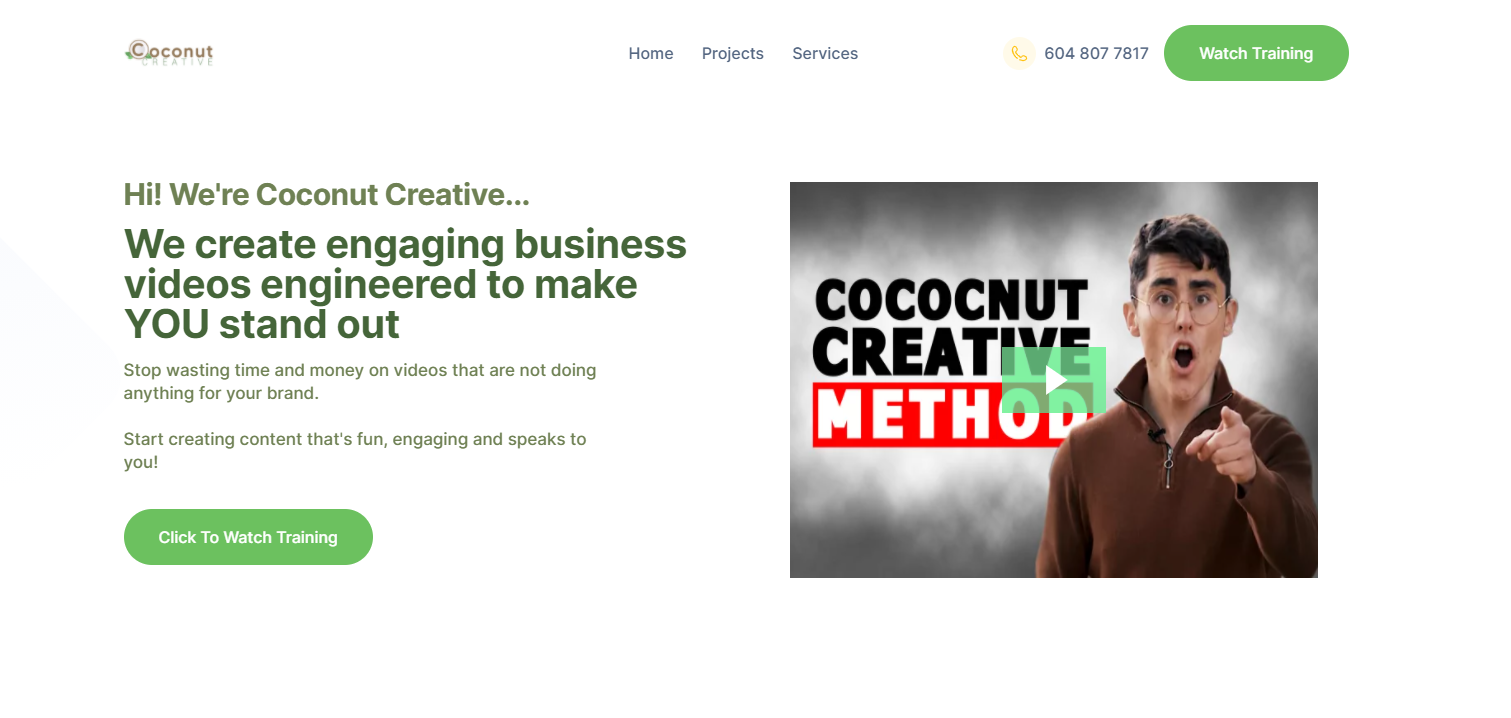 Coconut
CREATIVE
Home
Projects
Services
604 807 7817
Watch Training
Hi! We're Coconut Creative...
We create engaging business
videos engineered to make
YOU stand out
Stop wasting time and money on videos that are not doing
anything for your brand.
Start creating content that's fun, engaging and speaks to
you!
Click To Watch Training
COCOCNUT
CREATIVE
METHOD